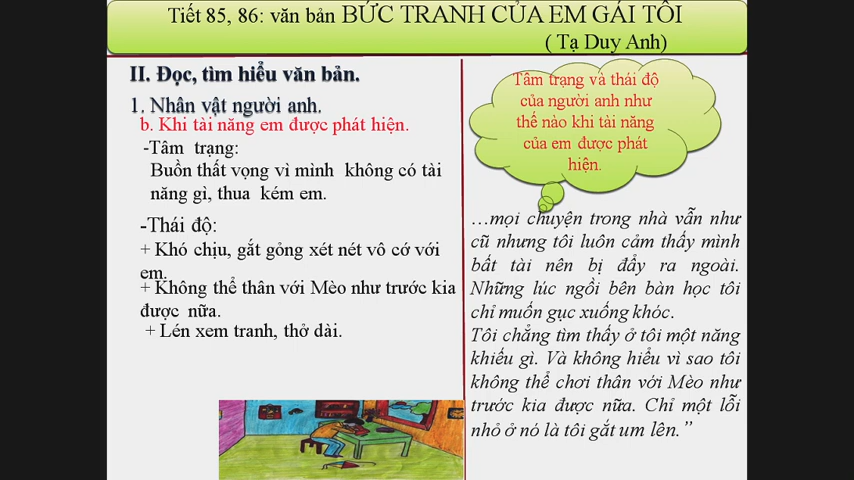 Tiết 85, 86: văn bản BỨC TRANH CỦA EM GÁI TÔI
( Tạ Duy Anh)
II. Đọc, tìm hiểu văn bản.
1. Nhân vật người anh.
b. Khi tài năng em được phát hiện.
-Tâm trạng:
Buồn thất vọng vì mình không có tài
năng gì, thua kém em.
-Thái độ:
+ Khó chịu, gắt gỏng xét nét vô cớ với
em.
+ Không thể thân với Mèo như trước kia
được nữa.
+ Lén xem tranh, thở dài.
Tâm trạng và thái độ
của người anh như
thế nào khi tài năng
của em được phát
hiện.
…mọi chuyện trong nhà vẫn như
cũ nhưng tôi luôn cảm thấy mình
bất tài nên bị đẩy ra ngoài.
Những lúc ngồi bên bàn học tôi
chỉ muốn gục xuống khóc.
Tôi chẳng tìm thấy ở tôi một năng
khiếu gì. Và không hiểu vì sao tôi
không thể chơi thân với Mèo như
trước kia được nữa. Chỉ một lỗi
nhỏ ở nó là tôi gắt um lên.”